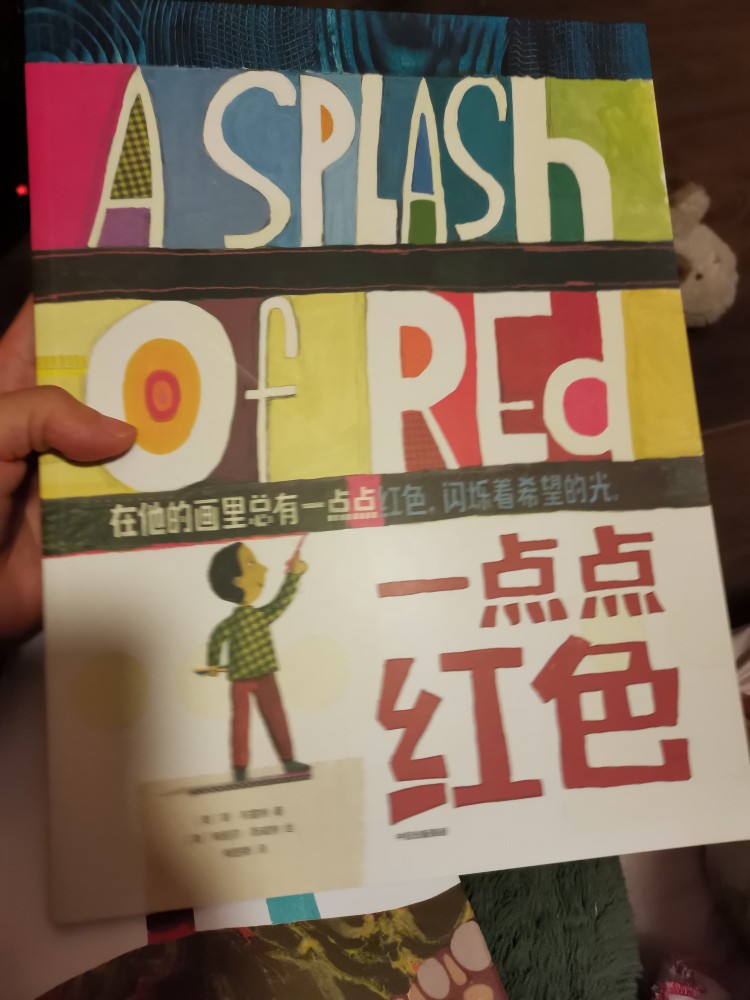 A SPLASh
Of REd
在他的画里总有一点点红色，闪烁着希望的光。
一点点
红色